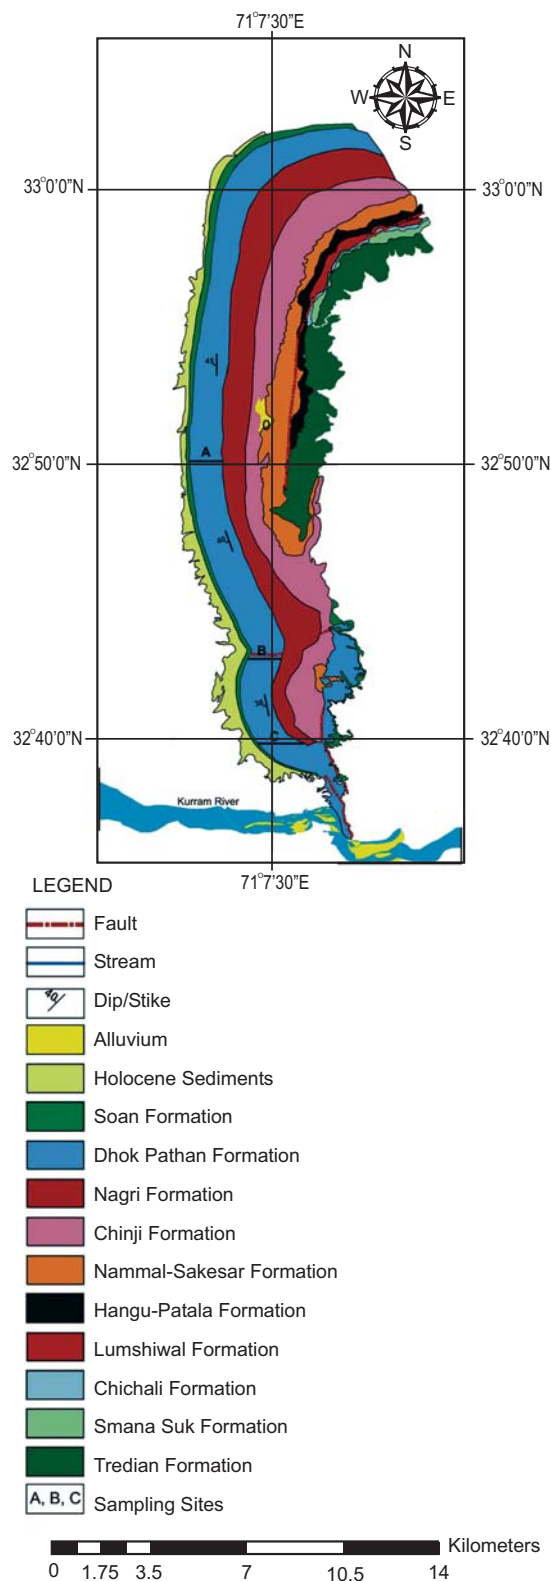 71°7'30"E
N
W E
S
33°0'0"N 33°0'0"N
45
A
32°50'0"N 32°50'0"N
B
C
32°40'0"N 32°40'0"N
Kurram River
71°7'30"E
LEGEND
Fault
Stream
40 Dip/Stike
Alluvium
Holocene Sediments
Soan Formation
Dhok Pathan Formation
Nagri Formation
Chinji Formation
Nammal-Sakesar Formation
Hangu-Patala Formation
Lumshiwal Formation
Chichali Formation
Smana Suk Formation
Tredian Formation
A, B, C Sampling Sites
Kilometers
0 1.75 3.5 7 10.5 14